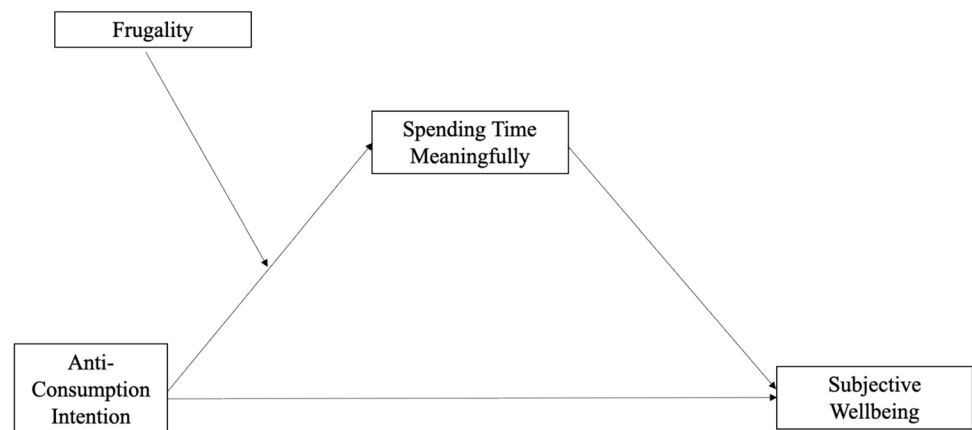 Frugality
Spending Time
Meaningfully
Anti-
Consumption
Intention
Subjective
Wellbeing